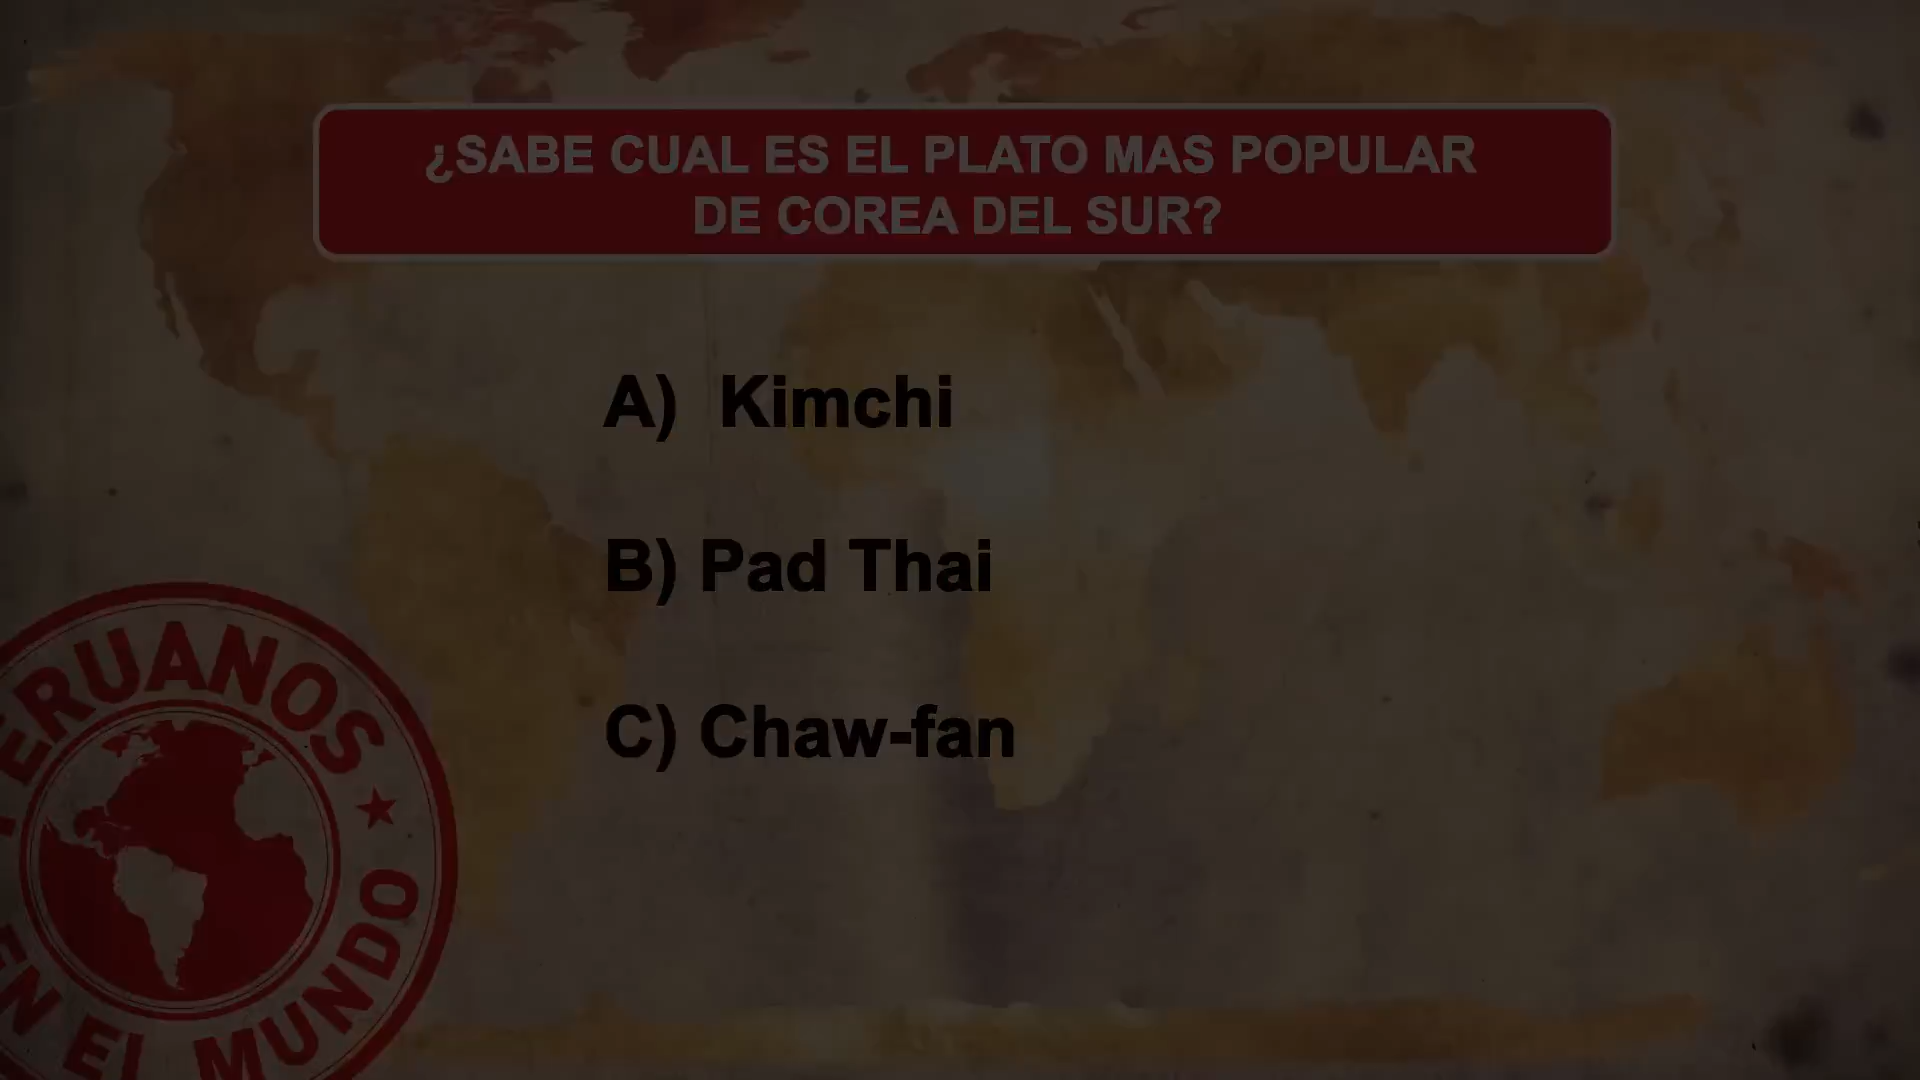 ¿SABE CUAL ES EL PLATO MAS POPULAR
DE COREA DEL SUR?
A) Kimchi
B) Pad Thai
C) Chaw-fan
PERUANOS
EN EL MUNDO